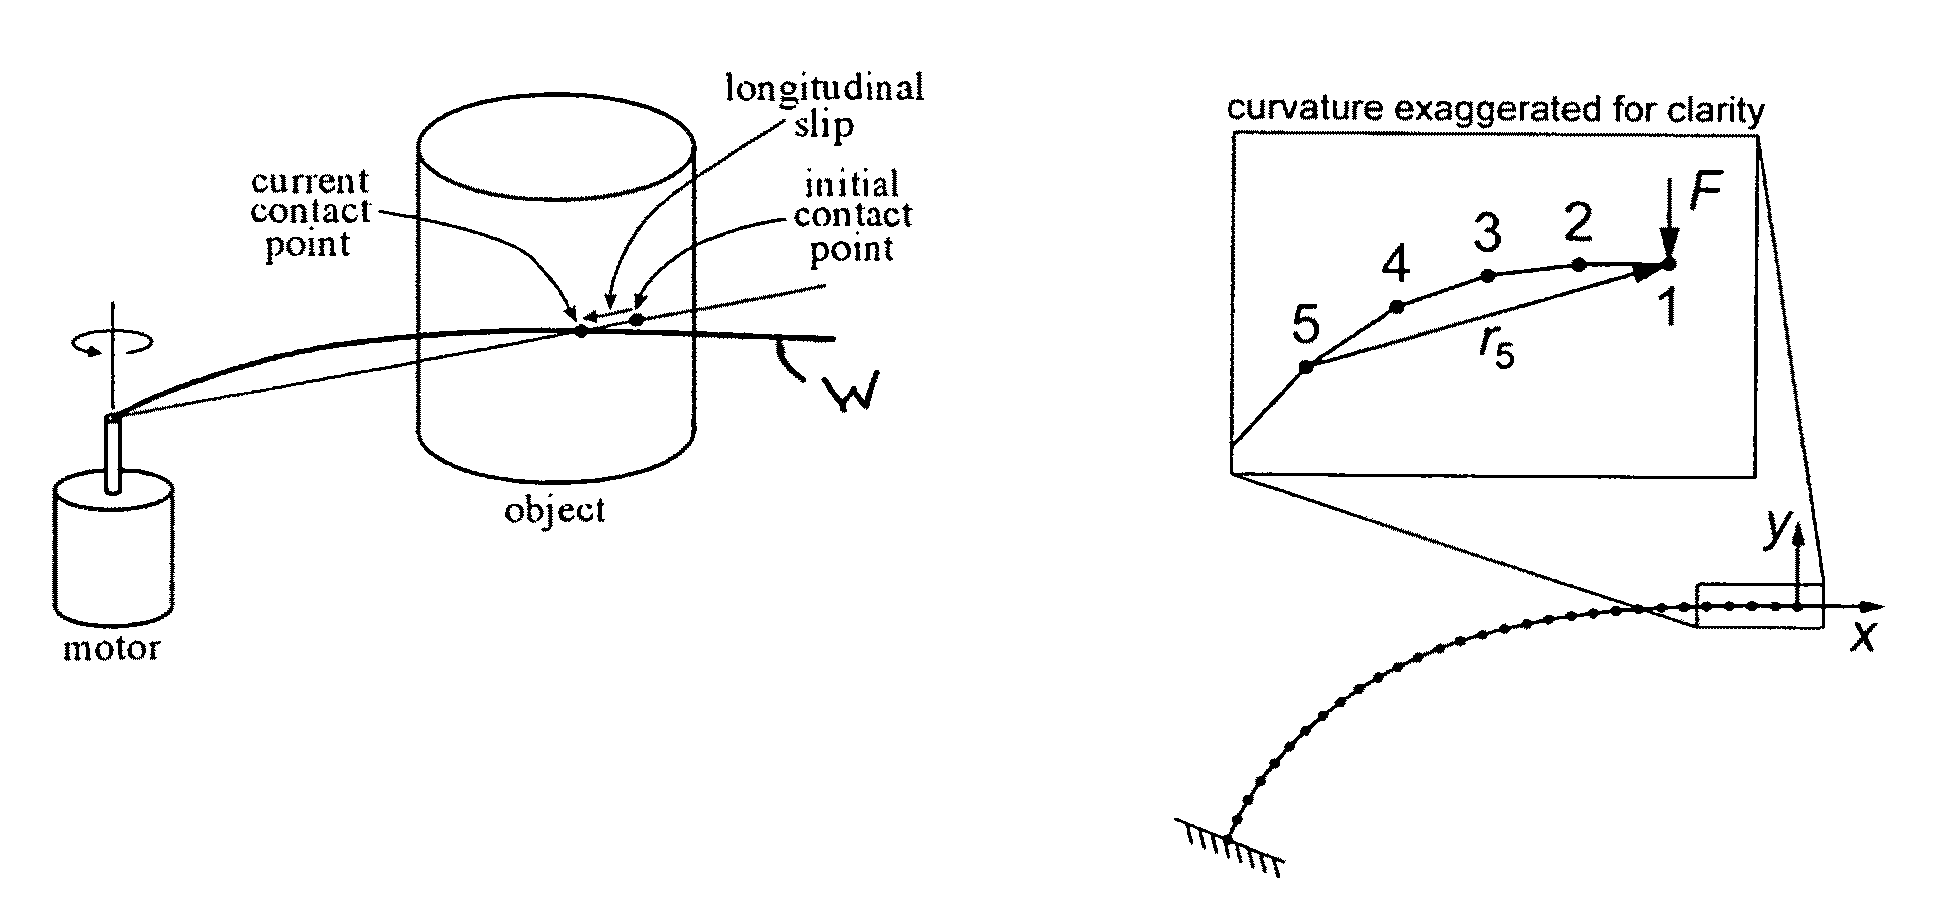 longitudinal
slip
current
contact
point
initial
contact
point
W
object
motor
curvature exaggerated for clarity
F
2
3
4
1
5
r5
y
x